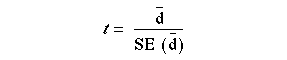 t = d̄ / SE (d̄)